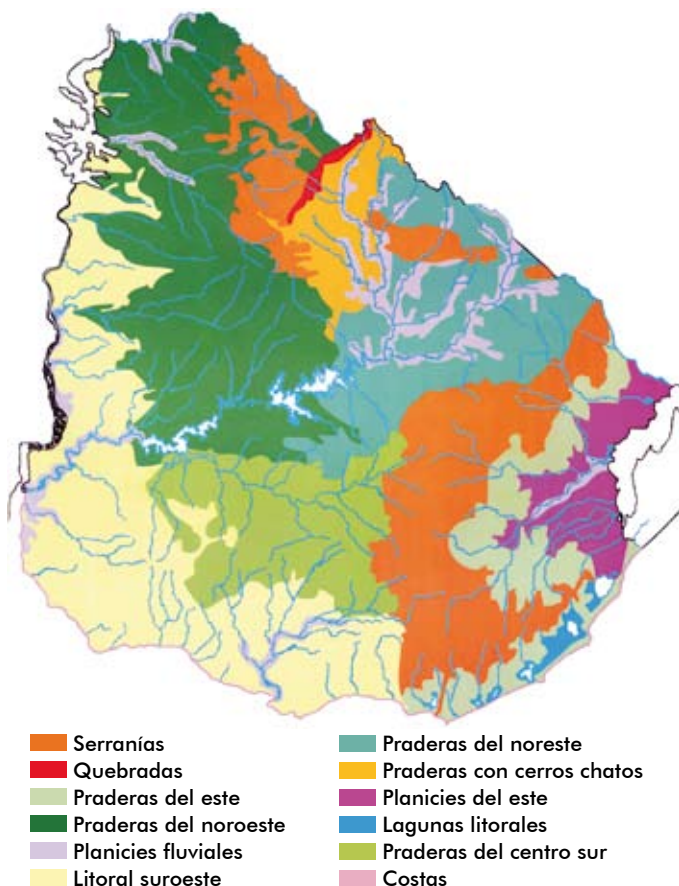 Serranías
Quebradas
Praderas del este
Praderas del noroeste
Planicies fluviales
Litoral suroeste
Praderas del noreste
Praderas con cerros chatos
Planicies del este
Lagunas litorales
Praderas del centro sur
Costas